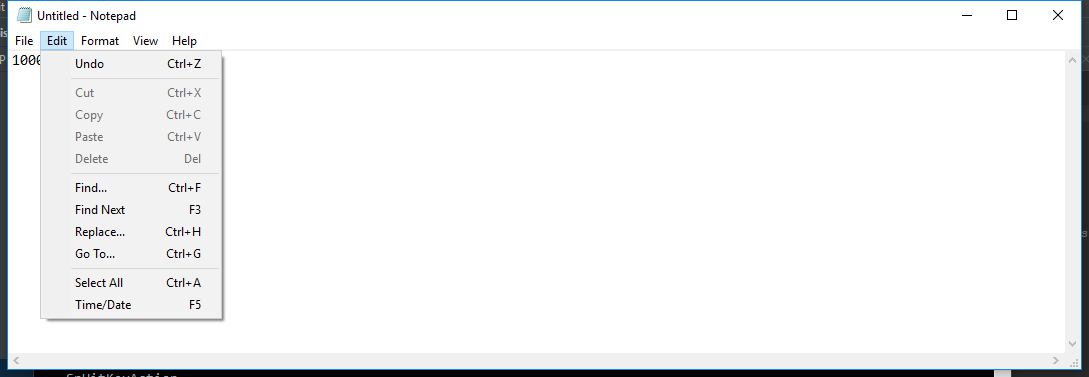 Untitled - Notepad
File Edit Format View Help
1000
Undo Ctrl+Z
Cut Ctrl+X
Copy Ctrl+C
Paste Ctrl+V
Delete Del
Find... Ctrl+F
Find Next F3
Replace... Ctrl+H
Go To... Ctrl+G
Select All Ctrl+A
Time/Date F5